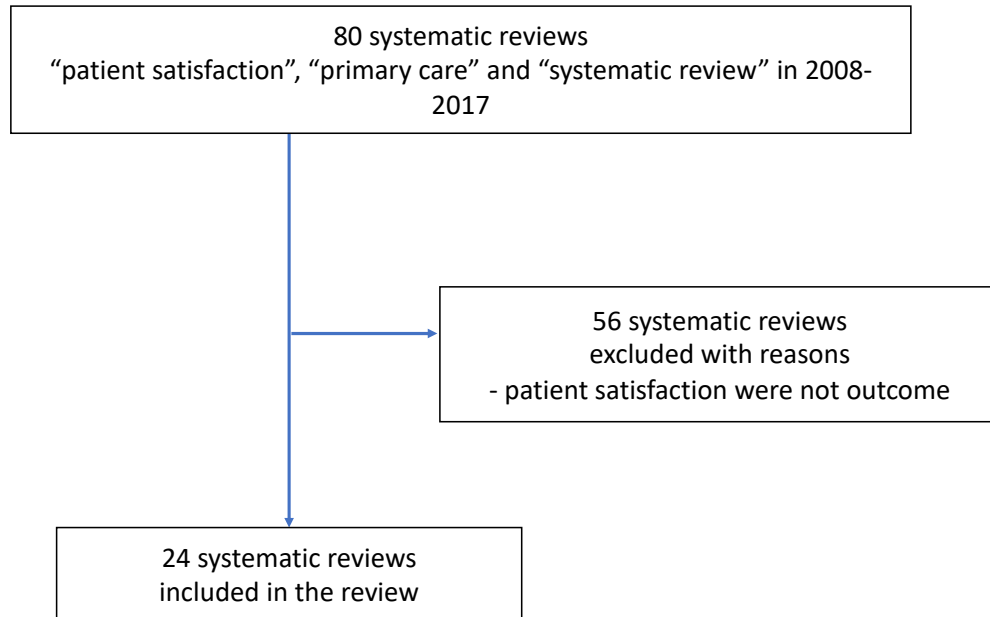 80 systematic reviews
“patient satisfaction”, “primary care” and “systematic review” in 2008-
2017
56 systematic reviews
excluded with reasons
- patient satisfaction were not outcome
24 systematic reviews
included in the review